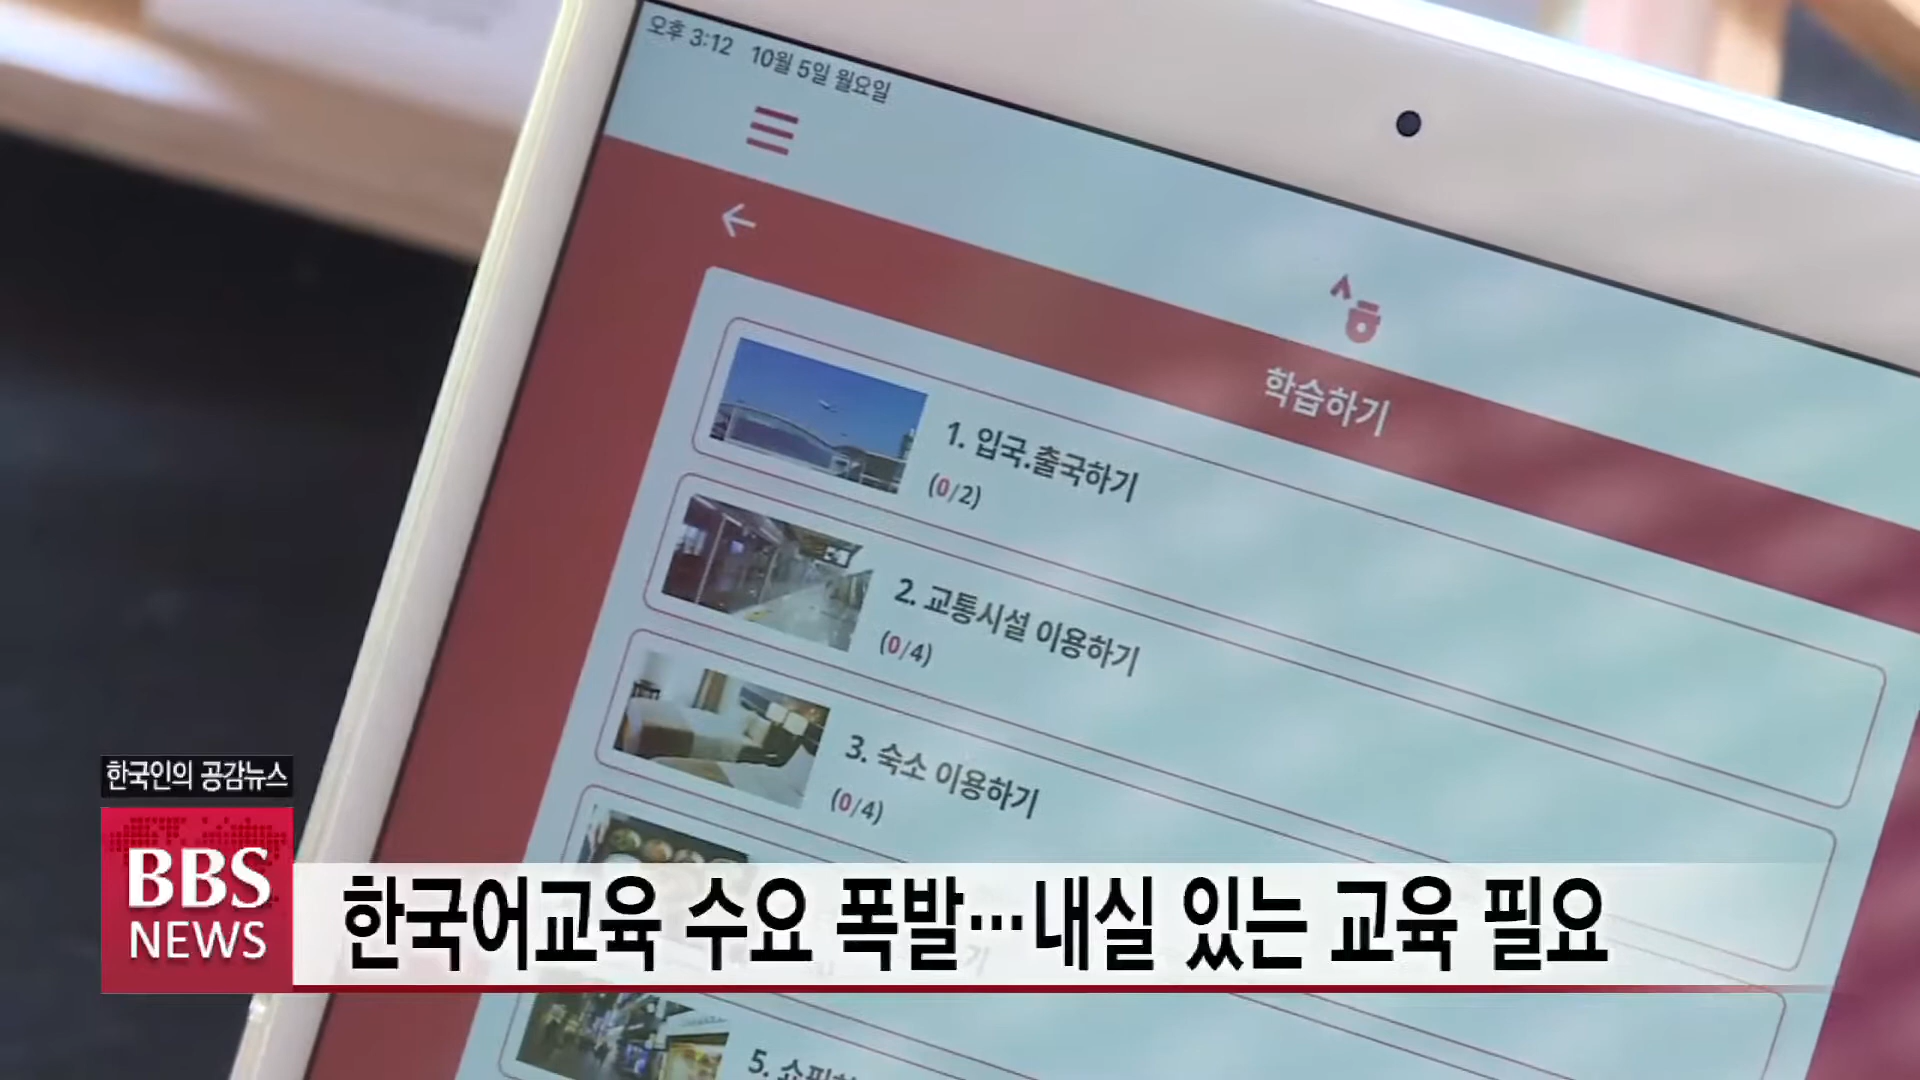 오후 3:12 10월 5일 월요일
학습하기
1. 입국.출국하기
(0/2)
2. 교통시설 이용하기
(0/4)
3. 숙소 이용하기
(0/4)
한국인의 공감뉴스
BBS
NEWS
한국어교육 수요 폭발…내실 있는 교육 필요
5.